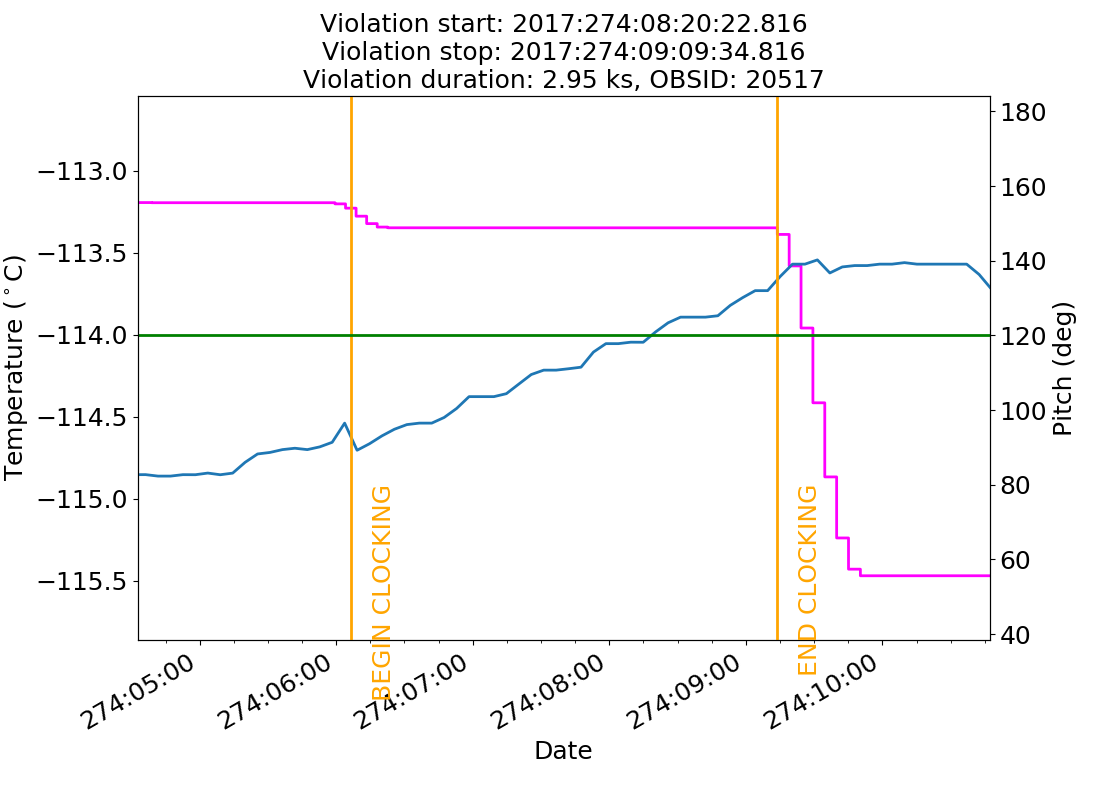 Violation start: 2017:274:08:20:22.816
Violation stop: 2017:274:09:09:34.816
Violation duration: 2.95 ks, OBSID: 20517
Temperature (°C)
−113.0
−113.5
−114.0
−114.5
−115.0
−115.5
BEGIN CLOCKING
END CLOCKING
180
160
140
120
100
80
60
40
Pitch (deg)
274:05:00
274:06:00
274:07:00
274:08:00
274:09:00
274:10:00
Date